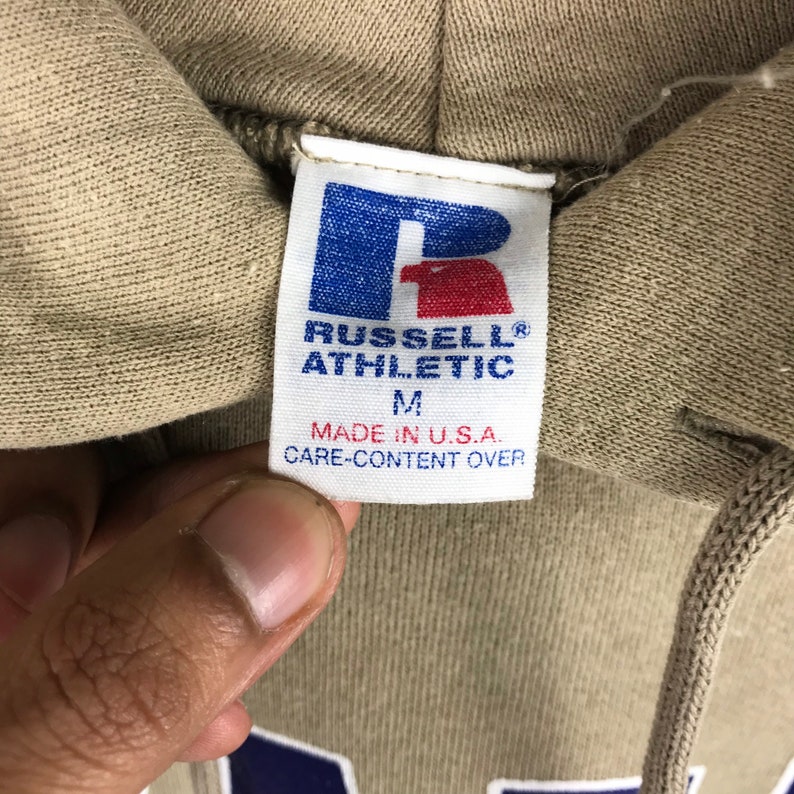 RUSSELL®
ATHLETIC
M
MADE IN U.S.A.
CARE-CONTENT OVER